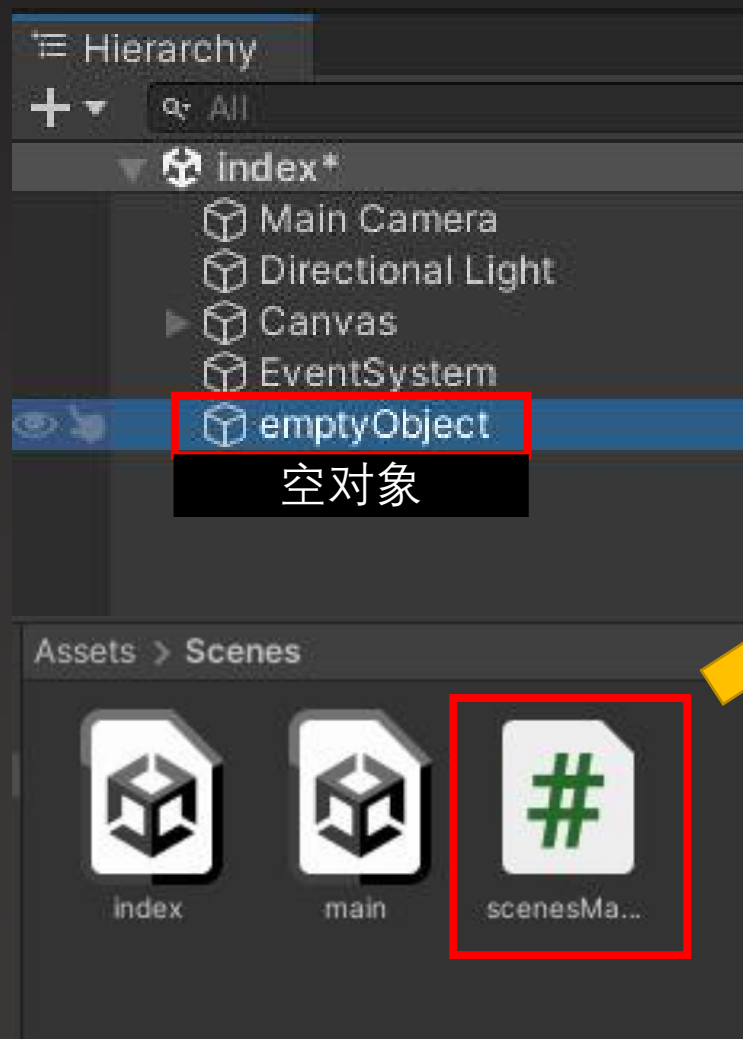 Hierarchy
All
index*
Main Camera
Directional Light
Canvas
EventSystem
emptyObject
空对象
Assets > Scenes
index
main
scenesMa...